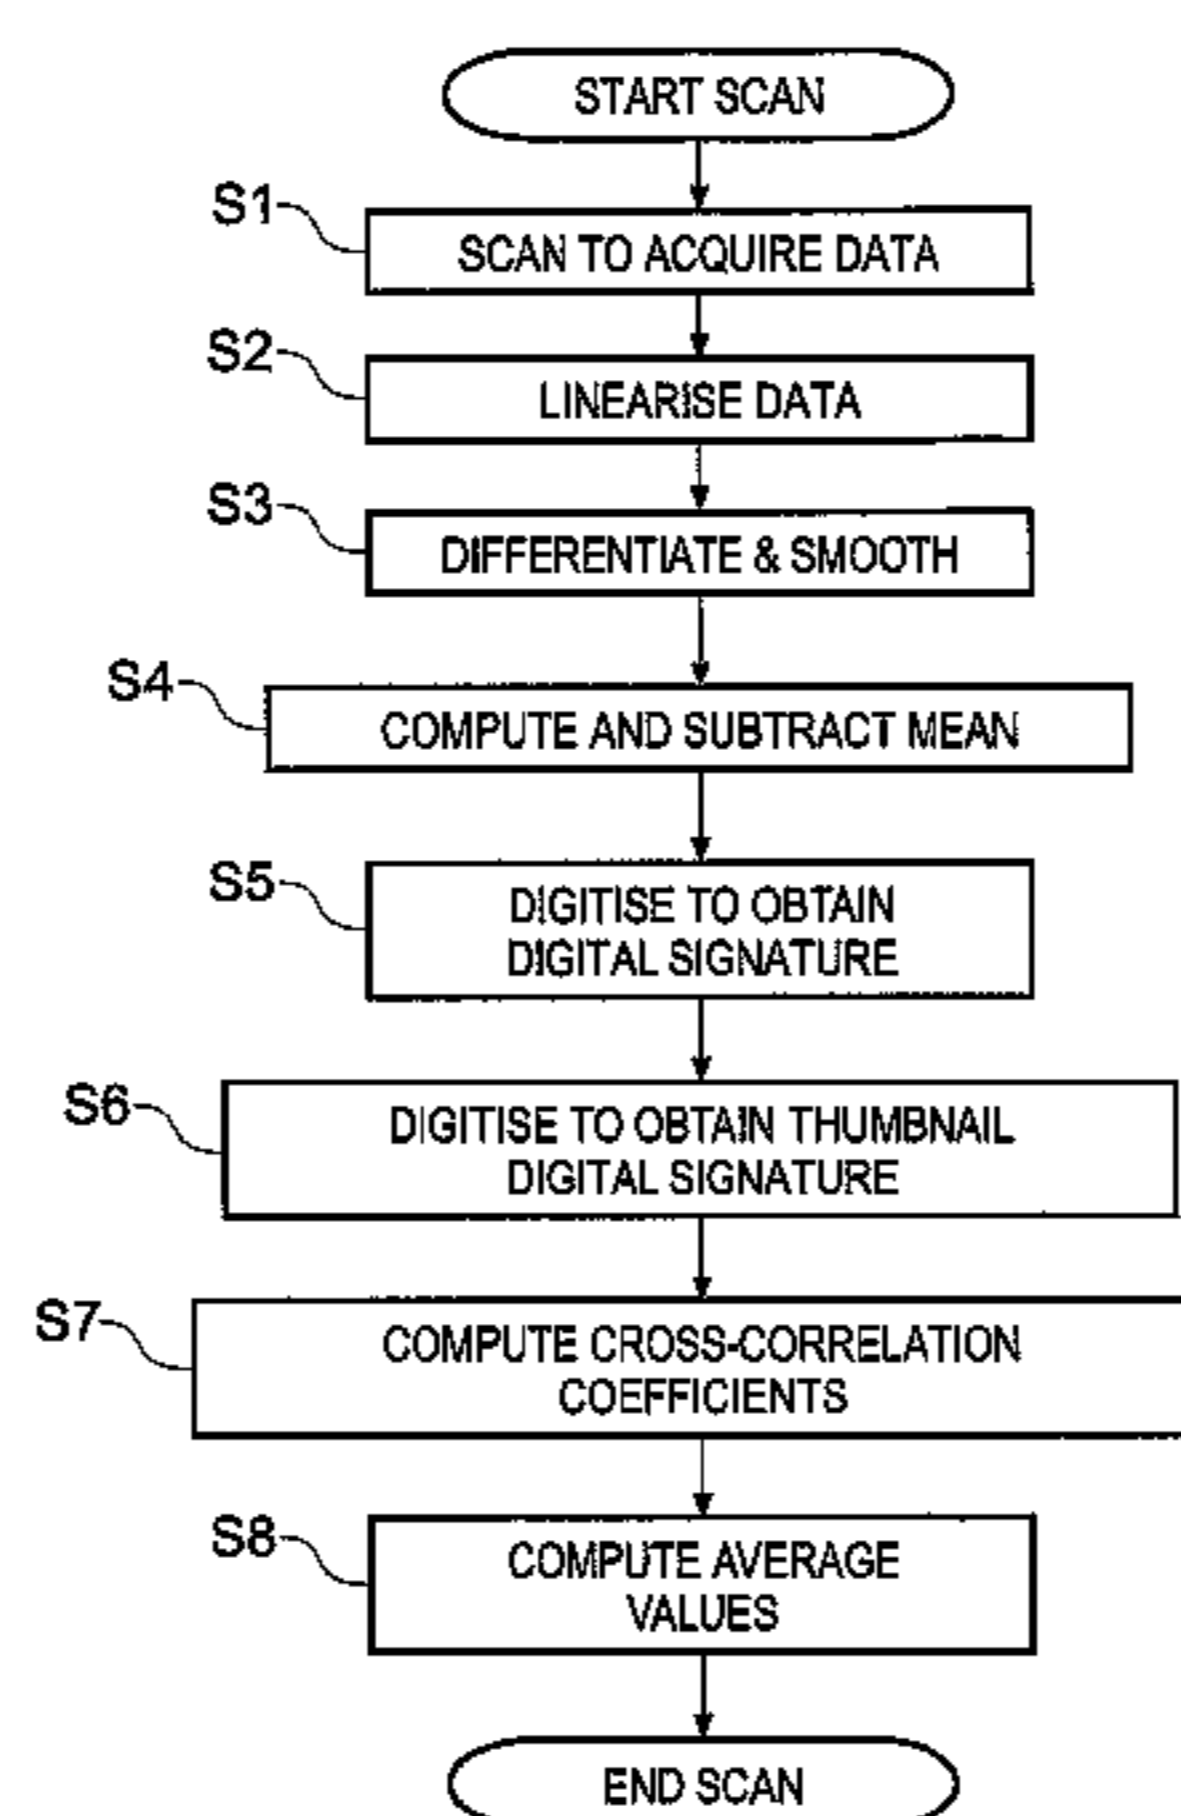 START SCAN
S1
SCAN TO ACQUIRE DATA
S2
LINEARISE DATA
S3
DIFFERENTIATE & SMOOTH
S4
COMPUTE AND SUBTRACT MEAN
S5
DIGITISE TO OBTAIN
DIGITAL SIGNATURE
S6
DIGITISE TO OBTAIN THUMBNAIL
DIGITAL SIGNATURE
S7
COMPUTE CROSS-CORRELATION
COEFFICIENTS
S8
COMPUTE AVERAGE
VALUES
END SCAN